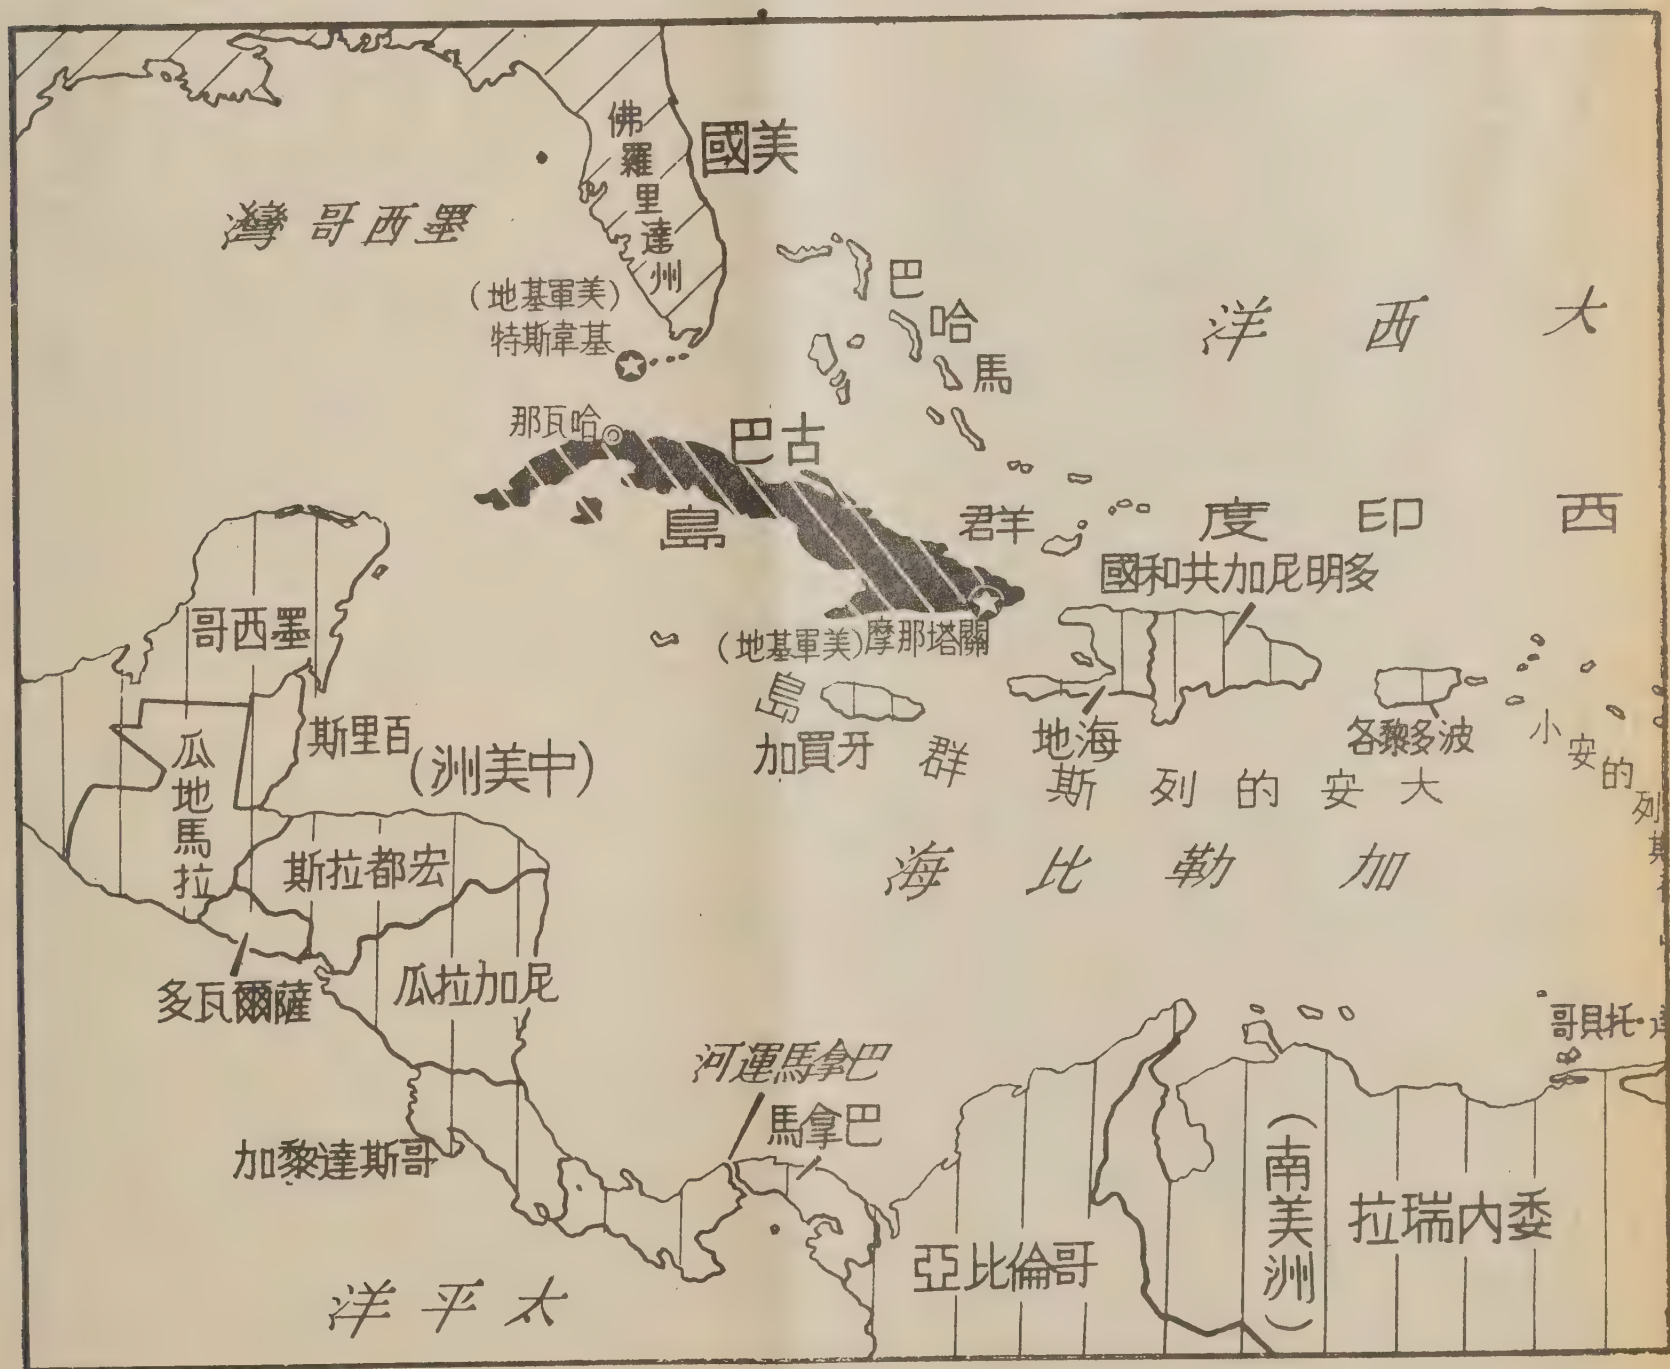 美國
佛羅里達州
墨西哥灣
(美軍基地)
基韋斯特
巴哈馬
大西洋
哈瓦那
古巴
西印度群島
多明尼加共和國
墨西哥
關塔那摩(美軍基地)
百里斯
(中美洲)
瓜地馬拉
牙買加
海地
波多黎各
大安的列斯群島
小安的列斯
加勒比海
宏都拉斯
尼加拉瓜
薩爾瓦多
托貝哥
巴拿馬運河
巴拿馬
哥斯達黎加
(南美洲)
委內瑞拉
哥倫比亞
太平洋